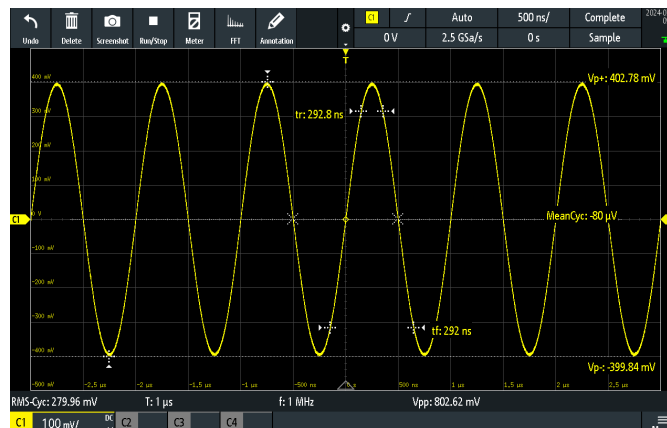 C1 Auto 500 ns/ Complete 2024-0
Undo Delete Screenshot Run/Stop Meter FFT Annotation 0 V 2.5 GSa/s 0 s Sample
T
400 mV Vp+: 402.78 mV
300 mV
tr: 292.8 ns
200 mV
100 mV
C1 0 V MeanCyc: -80 µV
-100 mV
-200 mV
-300 mV
tf: 292 ns
-400 mV
Vp-: -399.84 mV
-500 mV -2,5 µs -2 µs -1,5 µs -1 µs -500 ns 0 s 500 ns 1 µs 1,5 µs 2 µs 2,5 µs
RMS-Cyc: 279.96 mV T: 1 µs f: 1 MHz Vpp: 802.62 mV
C1 100 mV/ DC C2 C3 C4